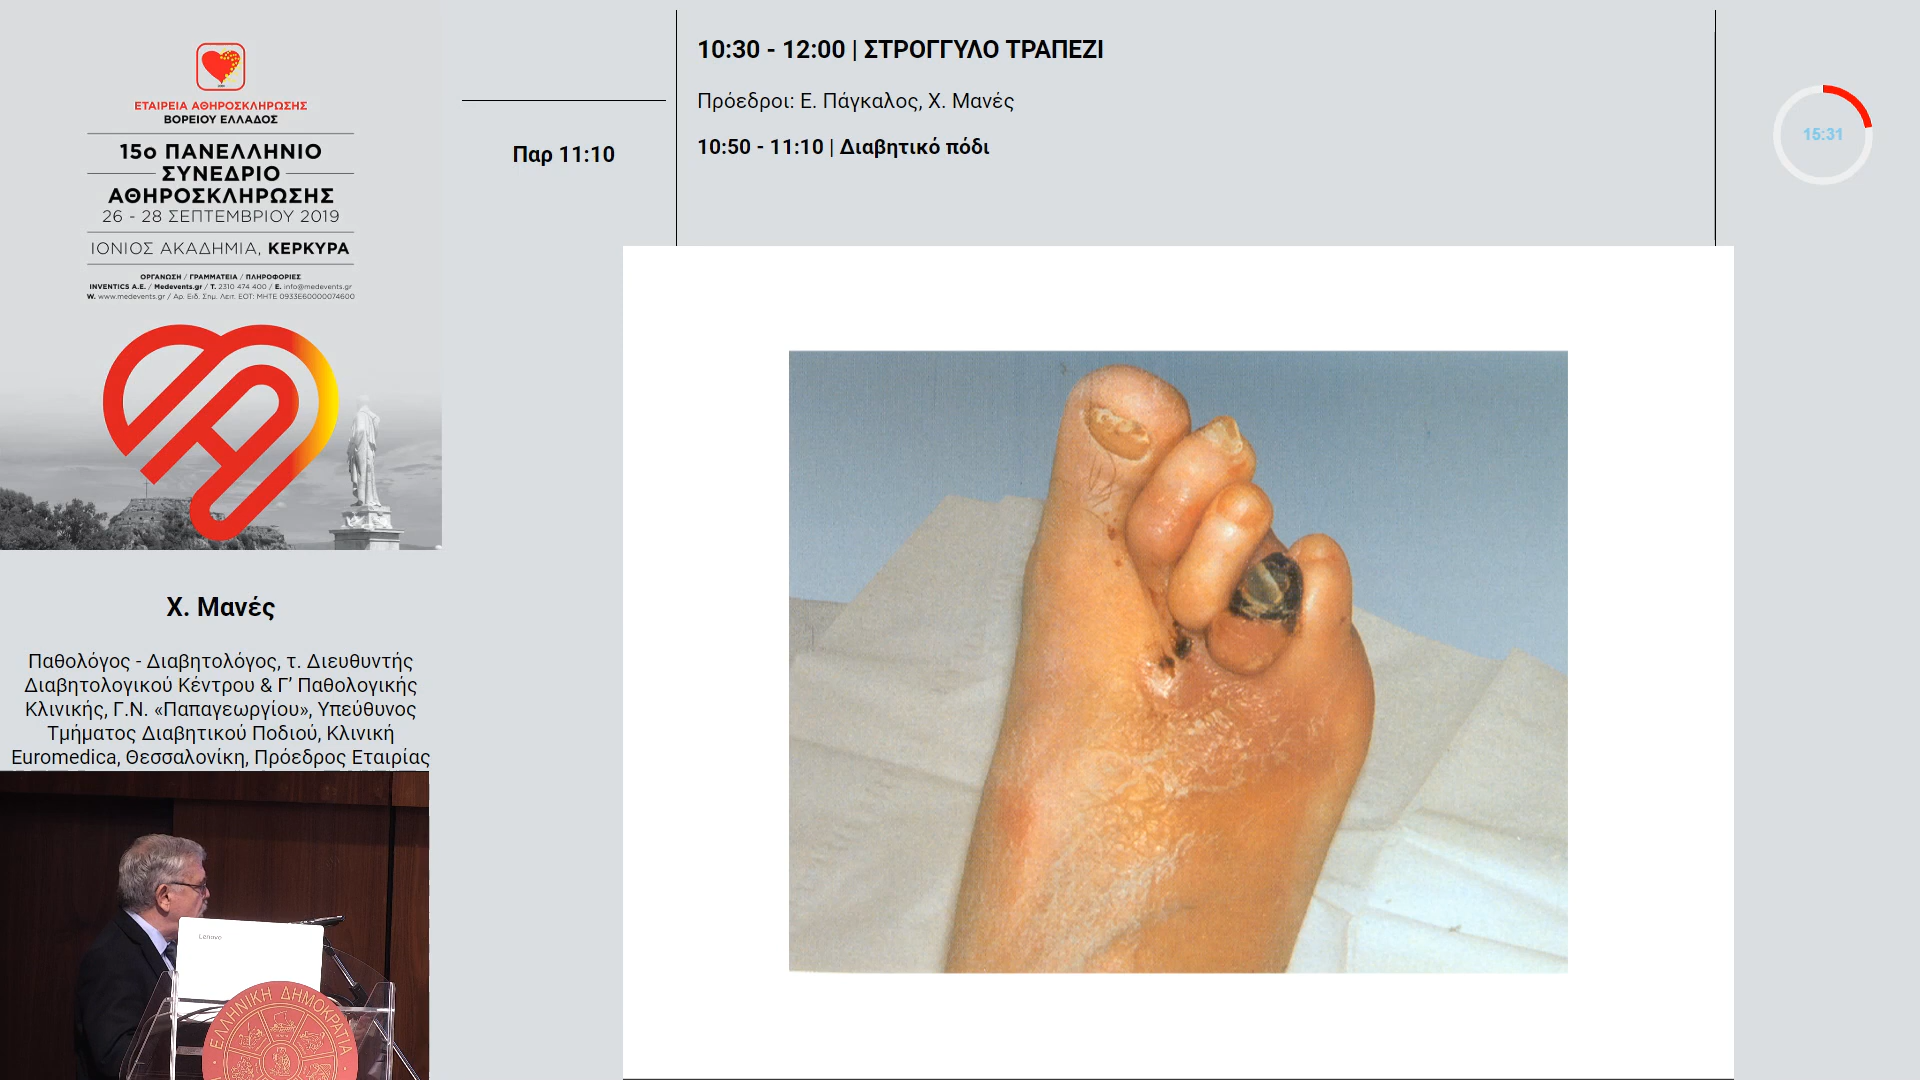 ΕΤΑΙΡΕΙΑ ΑΘΗΡΟΣΚΛΗΡΩΣΗΣ
ΒΟΡΕΙΟΥ ΕΛΛΑΔΟΣ
15ο ΠΑΝΕΛΛΗΝΙΟ
ΣΥΝΕΔΡΙΟ
ΑΘΗΡΟΣΚΛΗΡΩΣΗΣ
26 - 28 ΣΕΠΤΕΜΒΡΙΟΥ 2019
ΙΟΝΙΟΣ ΑΚΑΔΗΜΙΑ, ΚΕΡΚΥΡΑ
ΟΡΓΑΝΩΣΗ / ΓΡΑΜΜΑΤΕΙΑ / ΠΛΗΡΟΦΟΡΙΕΣ
INVENTICS A.E. / Medevents.gr / T. 2310 474 400 / E. info@medevents.gr
W. www.medevents.gr / Αρ. Ειδ. Σημ. Λειτ. ΕΟΤ: ΜΗΤΕ 0933Ε60000074600
Χ. Μανές
Παθολόγος - Διαβητολόγος, τ. Διευθυντής
Διαβητολογικού Κέντρου & Γ’ Παθολογικής
Κλινικής, Γ.Ν. «Παπαγεωργίου», Υπεύθυνος
Τμήματος Διαβητικού Ποδιού, Κλινική
Euromedica, Θεσσαλονίκη, Πρόεδρος Εταιρίας
Lenovo
ΕΛΛΗΝΙΚΗ ΔΗΜΟΚΡΑΤΙΑ
Παρ 11:10
10:30 - 12:00 | ΣΤΡΟΓΓΥΛΟ ΤΡΑΠΕΖΙ
Πρόεδροι: Ε. Πάγκαλος, Χ. Μανές
10:50 - 11:10 | Διαβητικό πόδι
15:31